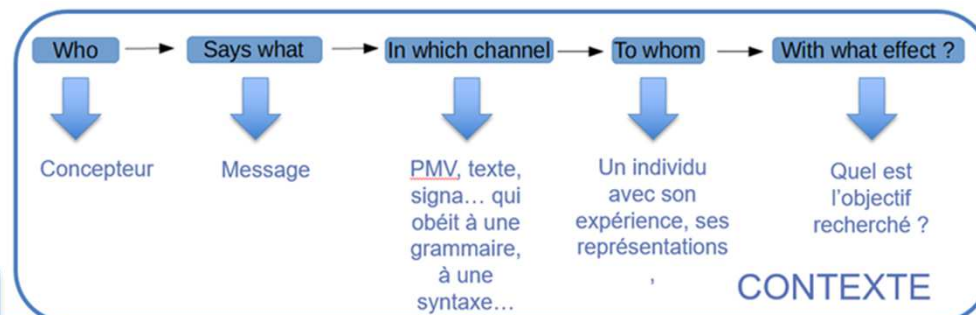 Who
Says what
In which channel
To whom
With what effect ?
Concepteur
Message
PMV, texte,
signa... qui
obéit à une
grammaire,
à une
syntaxe...
Un individu
avec son
expérience, ses
représentations
,
Quel est
l'objectif
recherché ?
CONTEXTE